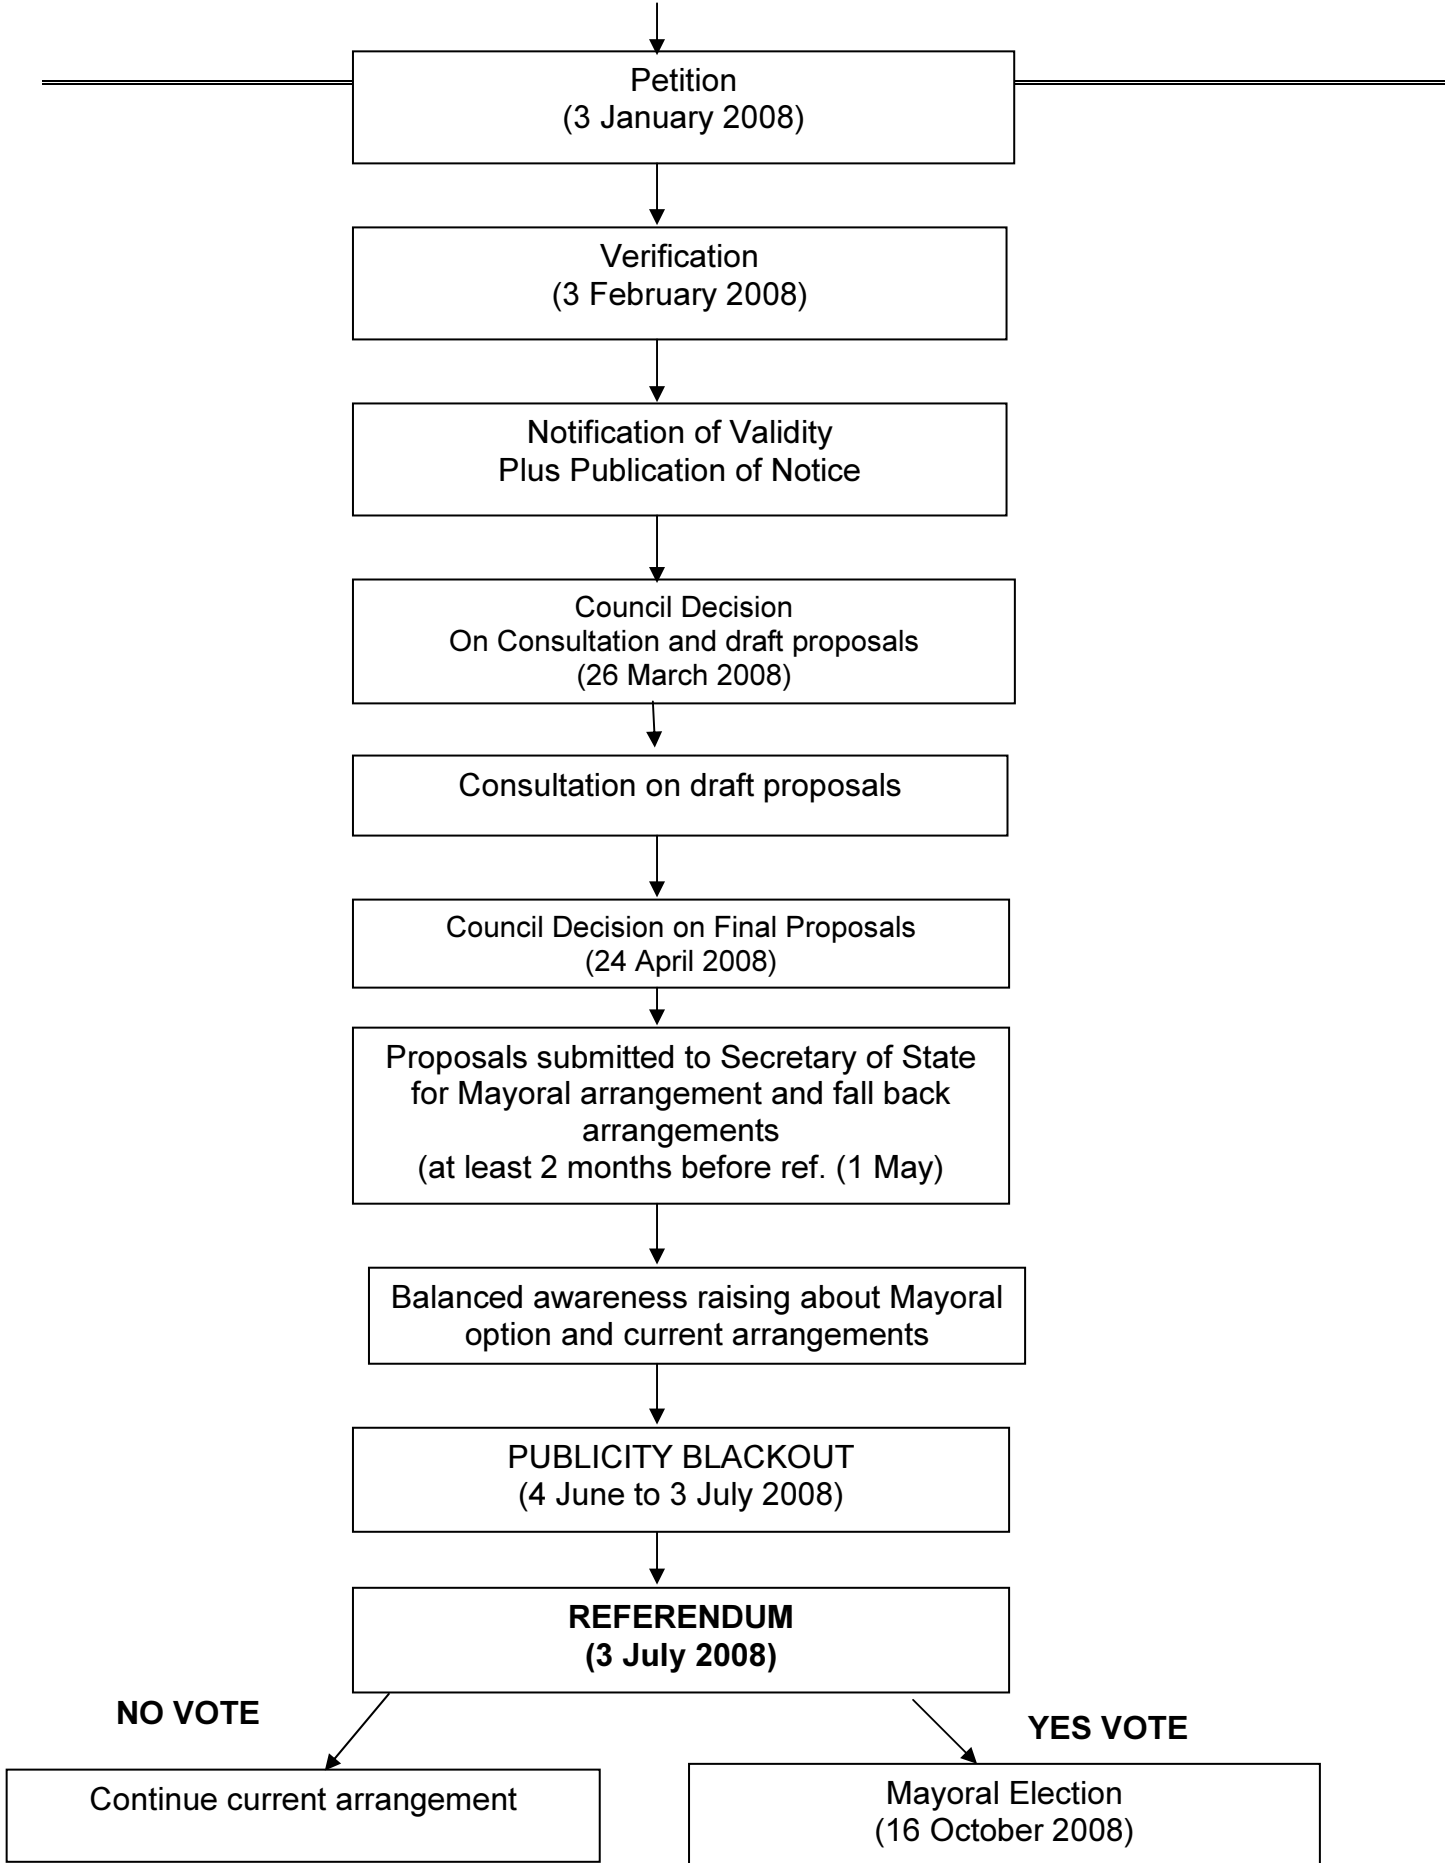 Petition
(3 January 2008)
Verification
(3 February 2008)
Notification of Validity
Plus Publication of Notice
Council Decision
On Consultation and draft proposals
(26 March 2008)
Consultation on draft proposals
Council Decision on Final Proposals
(24 April 2008)
Proposals submitted to Secretary of State
for Mayoral arrangement and fall back
arrangements
(at least 2 months before ref. (1 May)
Balanced awareness raising about Mayoral
option and current arrangements
PUBLICITY BLACKOUT
(4 June to 3 July 2008)
REFERENDUM
(3 July 2008)
NO VOTE
YES VOTE
Continue current arrangement
Mayoral Election
(16 October 2008)